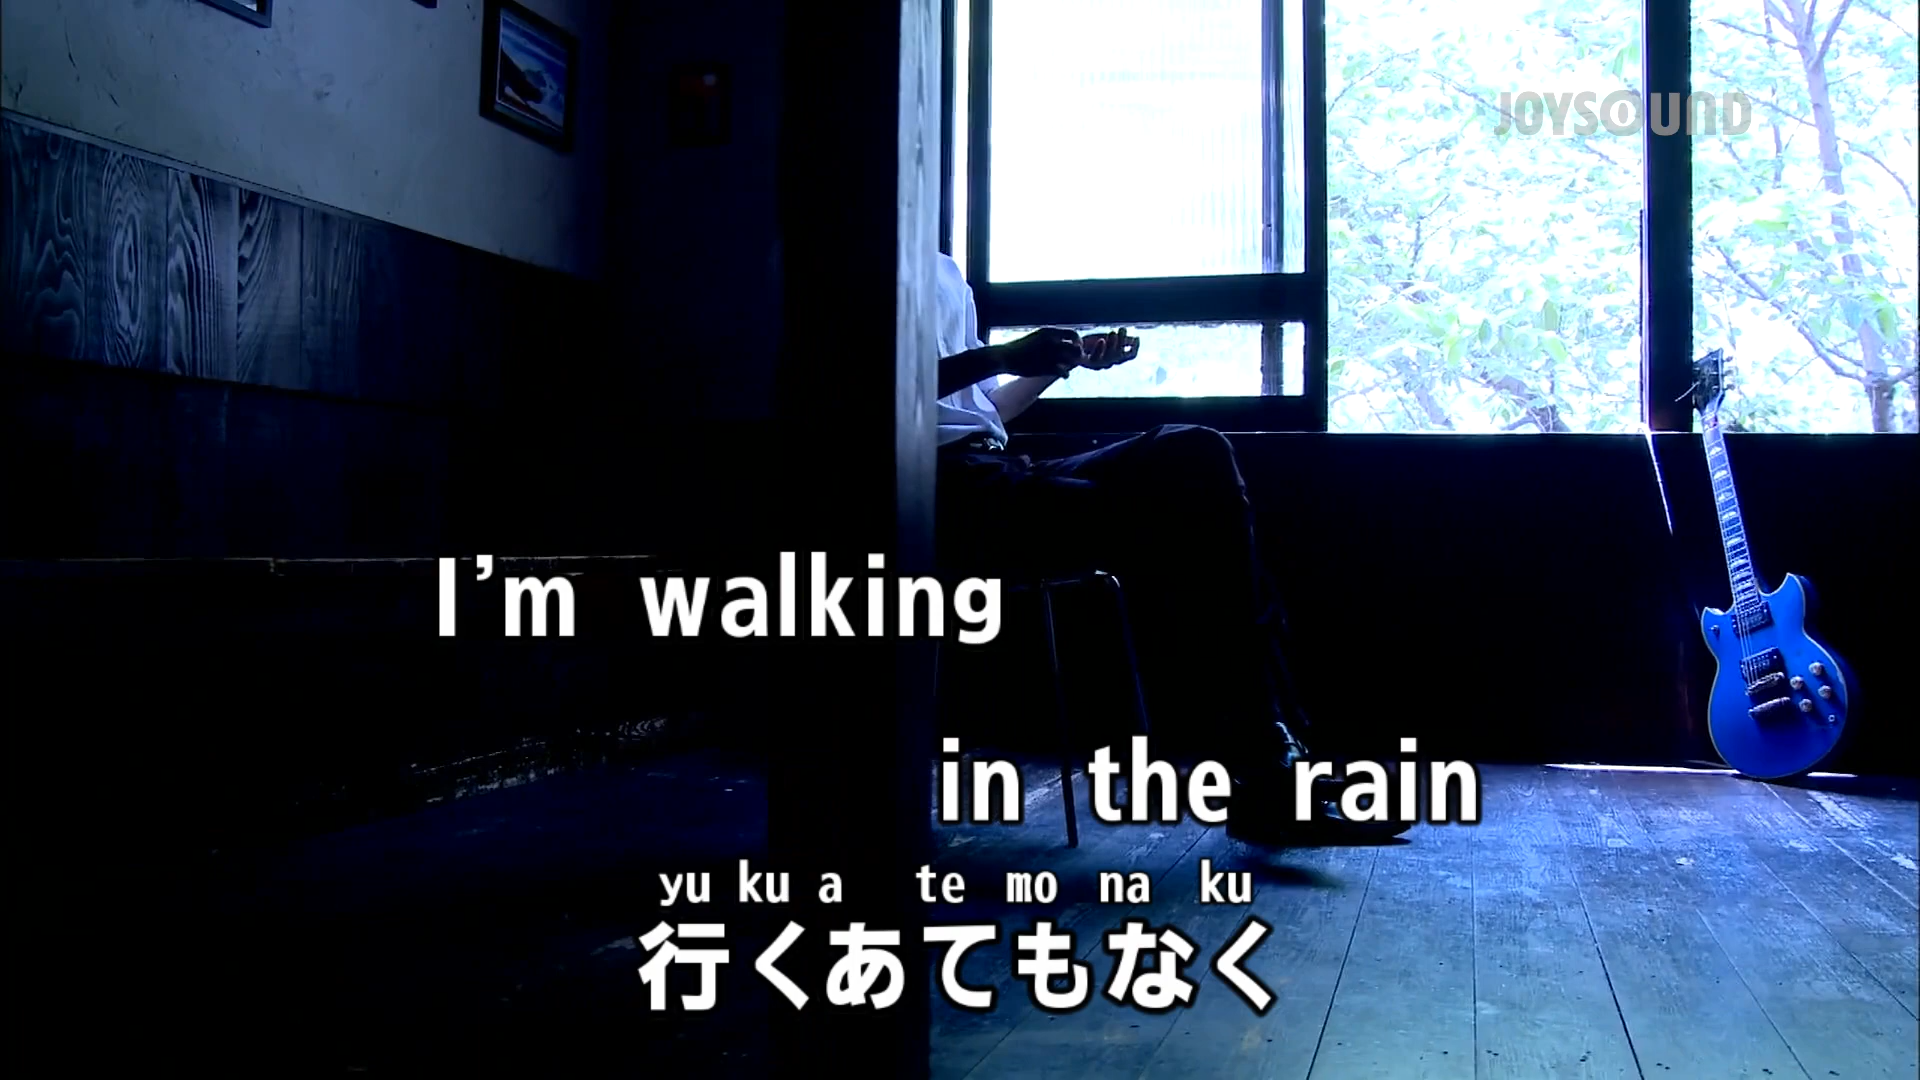 JOYSOUND
I’m walking
in the rain
yu ku a te mo na ku
行くあてもなく